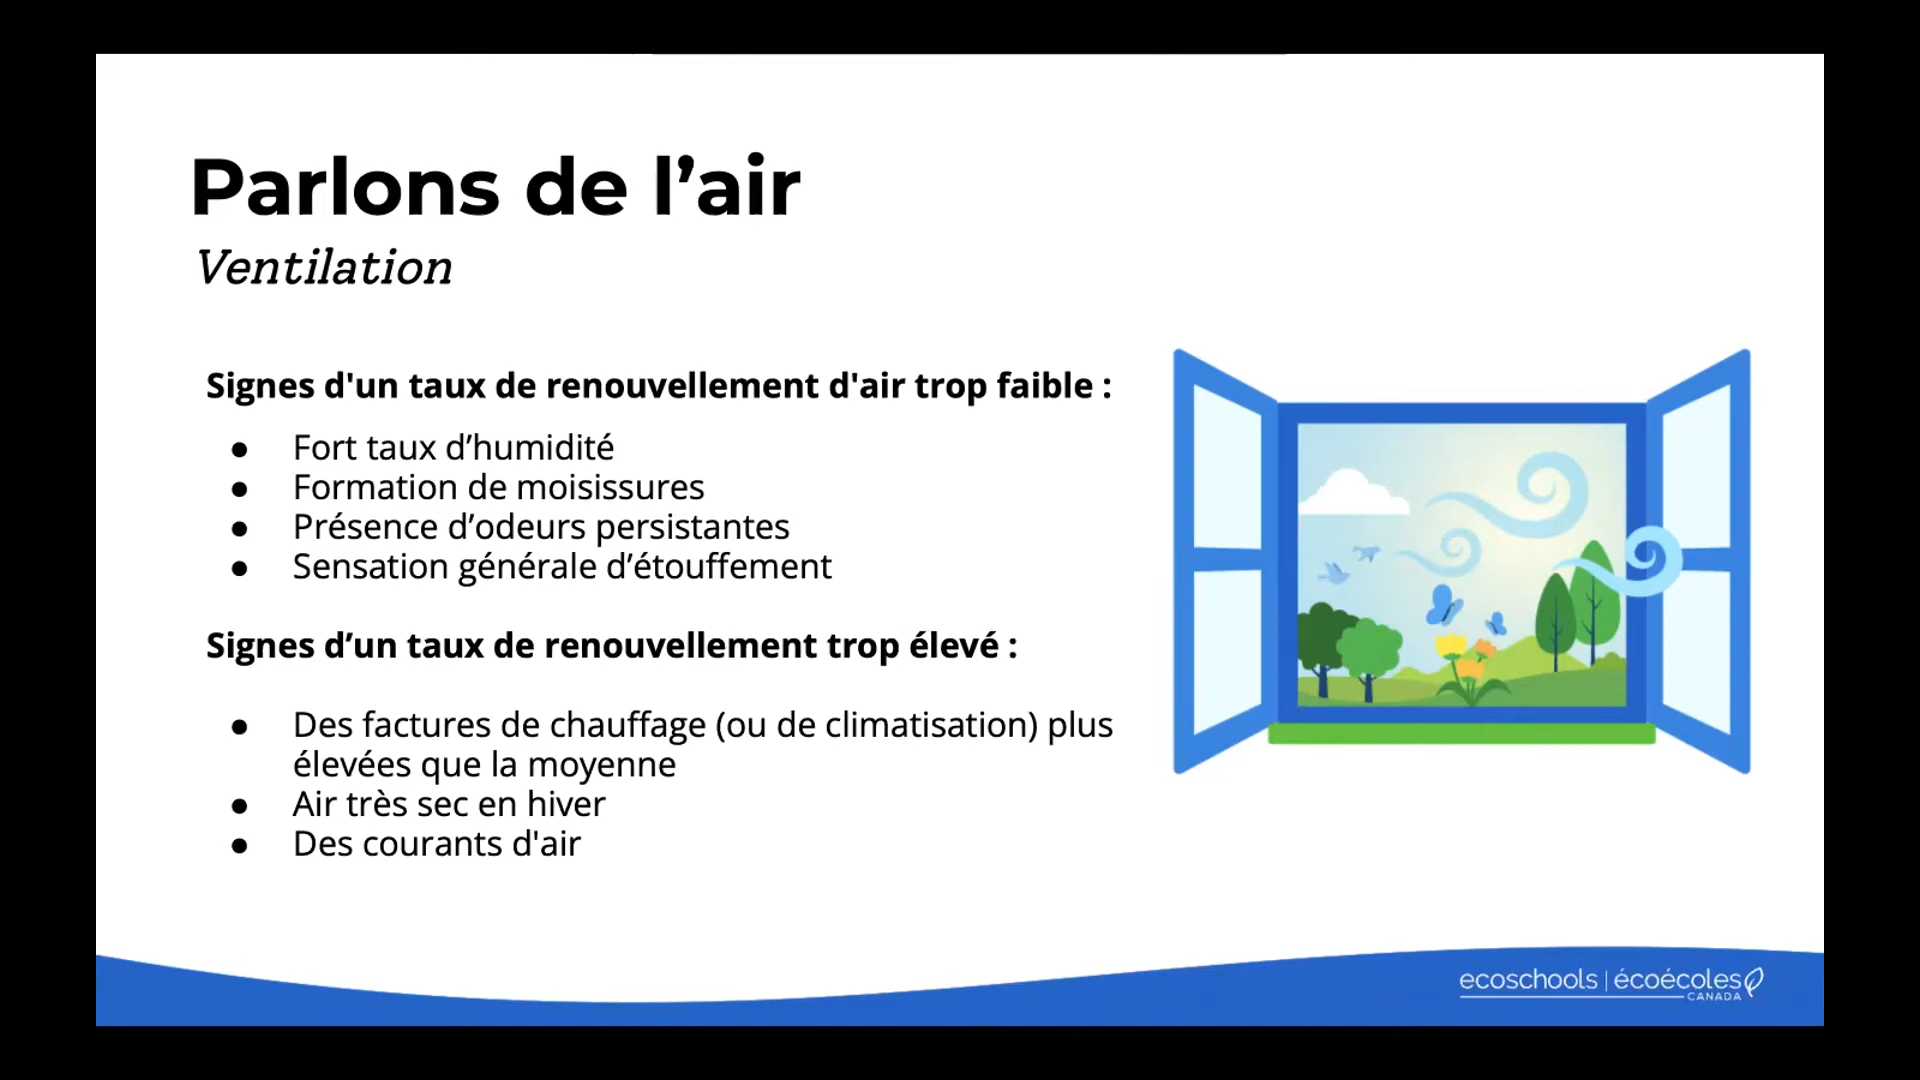 Parlons de l’air
Ventilation
Signes d'un taux de renouvellement d'air trop faible :
● Fort taux d’humidité
● Formation de moisissures
● Présence d’odeurs persistantes
● Sensation générale d’étouffement
Signes d’un taux de renouvellement trop élevé :
● Des factures de chauffage (ou de climatisation) plus
élevées que la moyenne
● Air très sec en hiver
● Des courants d'air
ecoschools | écoécoles
CANADA